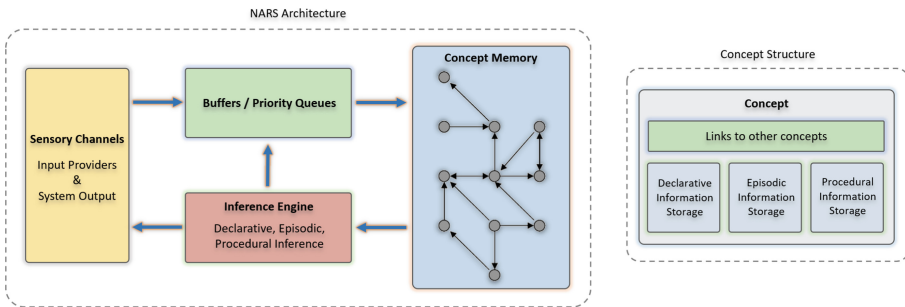 NARS Architecture
Sensory Channels
Input Providers
&
System Output
Buffers / Priority Queues
Inference Engine
Declarative, Episodic,
Procedural Inference
Concept Memory
Concept Structure
Concept
Links to other concepts
Declarative
Information
Storage
Episodic
Information
Storage
Procedural
Information
Storage